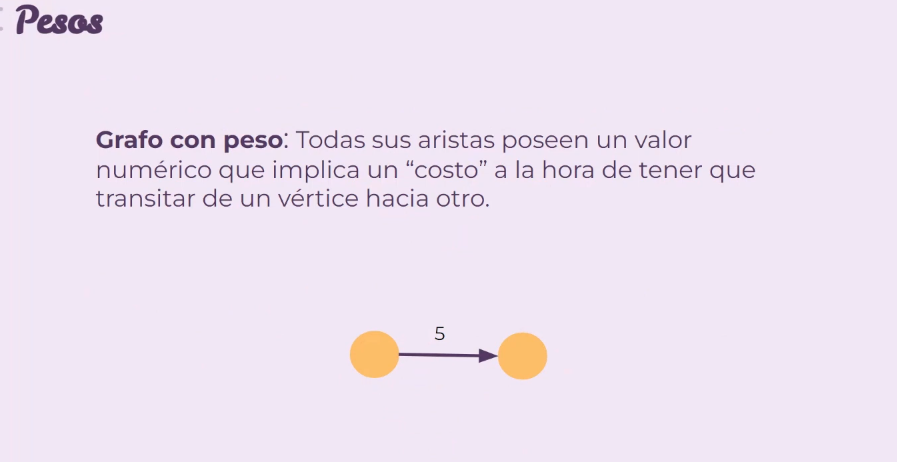 Pesos
Grafo con peso: Todas sus aristas poseen un valor
numérico que implica un “costo” a la hora de tener que
transitar de un vértice hacia otro.
5